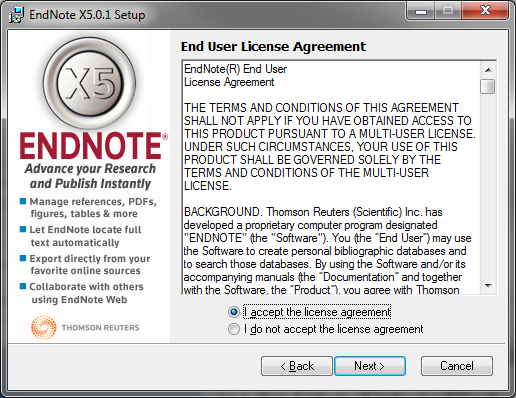 EndNote X5.0.1 Setup
X5
ENDNOTE®
Advance your Research
and Publish Instantly
Manage references, PDFs,
figures, tables & more
Let EndNote locate full
text automatically
Export directly from your
favorite online sources
Collaborate with others
using EndNote Web
THOMSON REUTERS
End User License Agreement
EndNote(R) End User
License Agreement
THE TERMS AND CONDITIONS OF THIS AGREEMENT
SHALL NOT APPLY IF YOU HAVE OBTAINED ACCESS TO
THIS PRODUCT PURSUANT TO A MULTI-USER LICENSE.
UNDER SUCH CIRCUMSTANCES, YOUR USE OF THIS
PRODUCT SHALL BE GOVERNED SOLELY BY THE
TERMS AND CONDITIONS OF THE MULTI-USER
LICENSE.
BACKGROUND. Thomson Reuters (Scientific) Inc. has
developed a proprietary computer program designated
"ENDNOTE" (the "Software"). You (the "End User") may use
the Software to create personal bibliographic databases and
to search those databases. By using the Software and/or its
accompanying manuals (the "Documentation" and together
with the Software, the "Product"), you agree with Thomson
I accept the license agreement
I do not accept the license agreement
< Back
Next >
Cancel